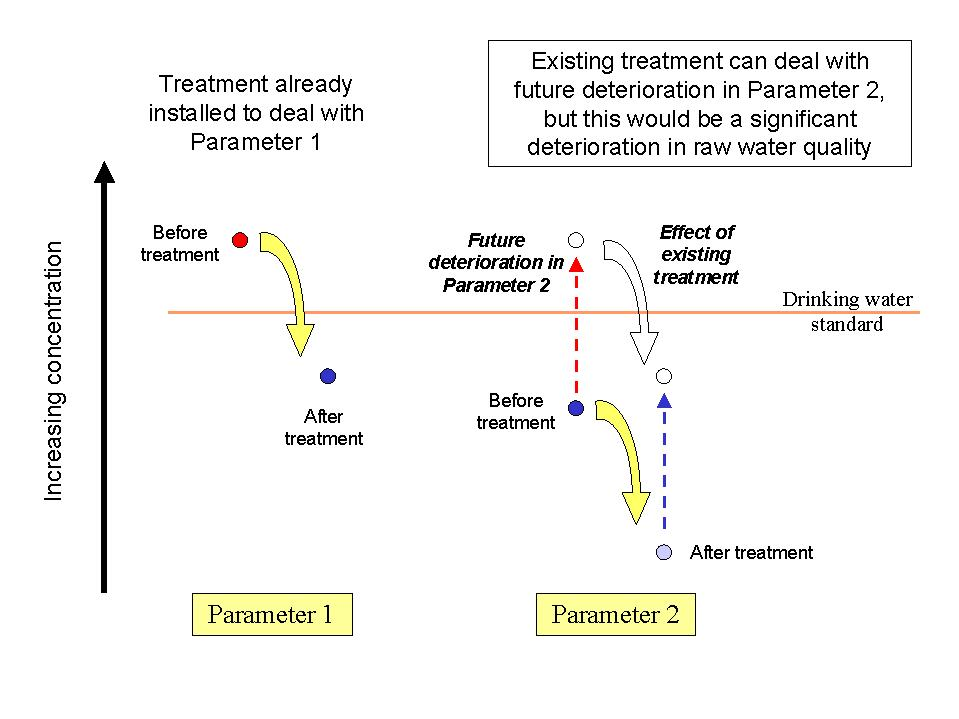 Treatment already
installed to deal with
Parameter 1
Existing treatment can deal with
future deterioration in Parameter 2,
but this would be a significant
deterioration in raw water quality
Increasing concentration
Before
treatment
After
treatment
Future
deterioration in
Parameter 2
Effect of
existing
treatment
Drinking water
standard
Before
treatment
After treatment
Parameter 1
Parameter 2